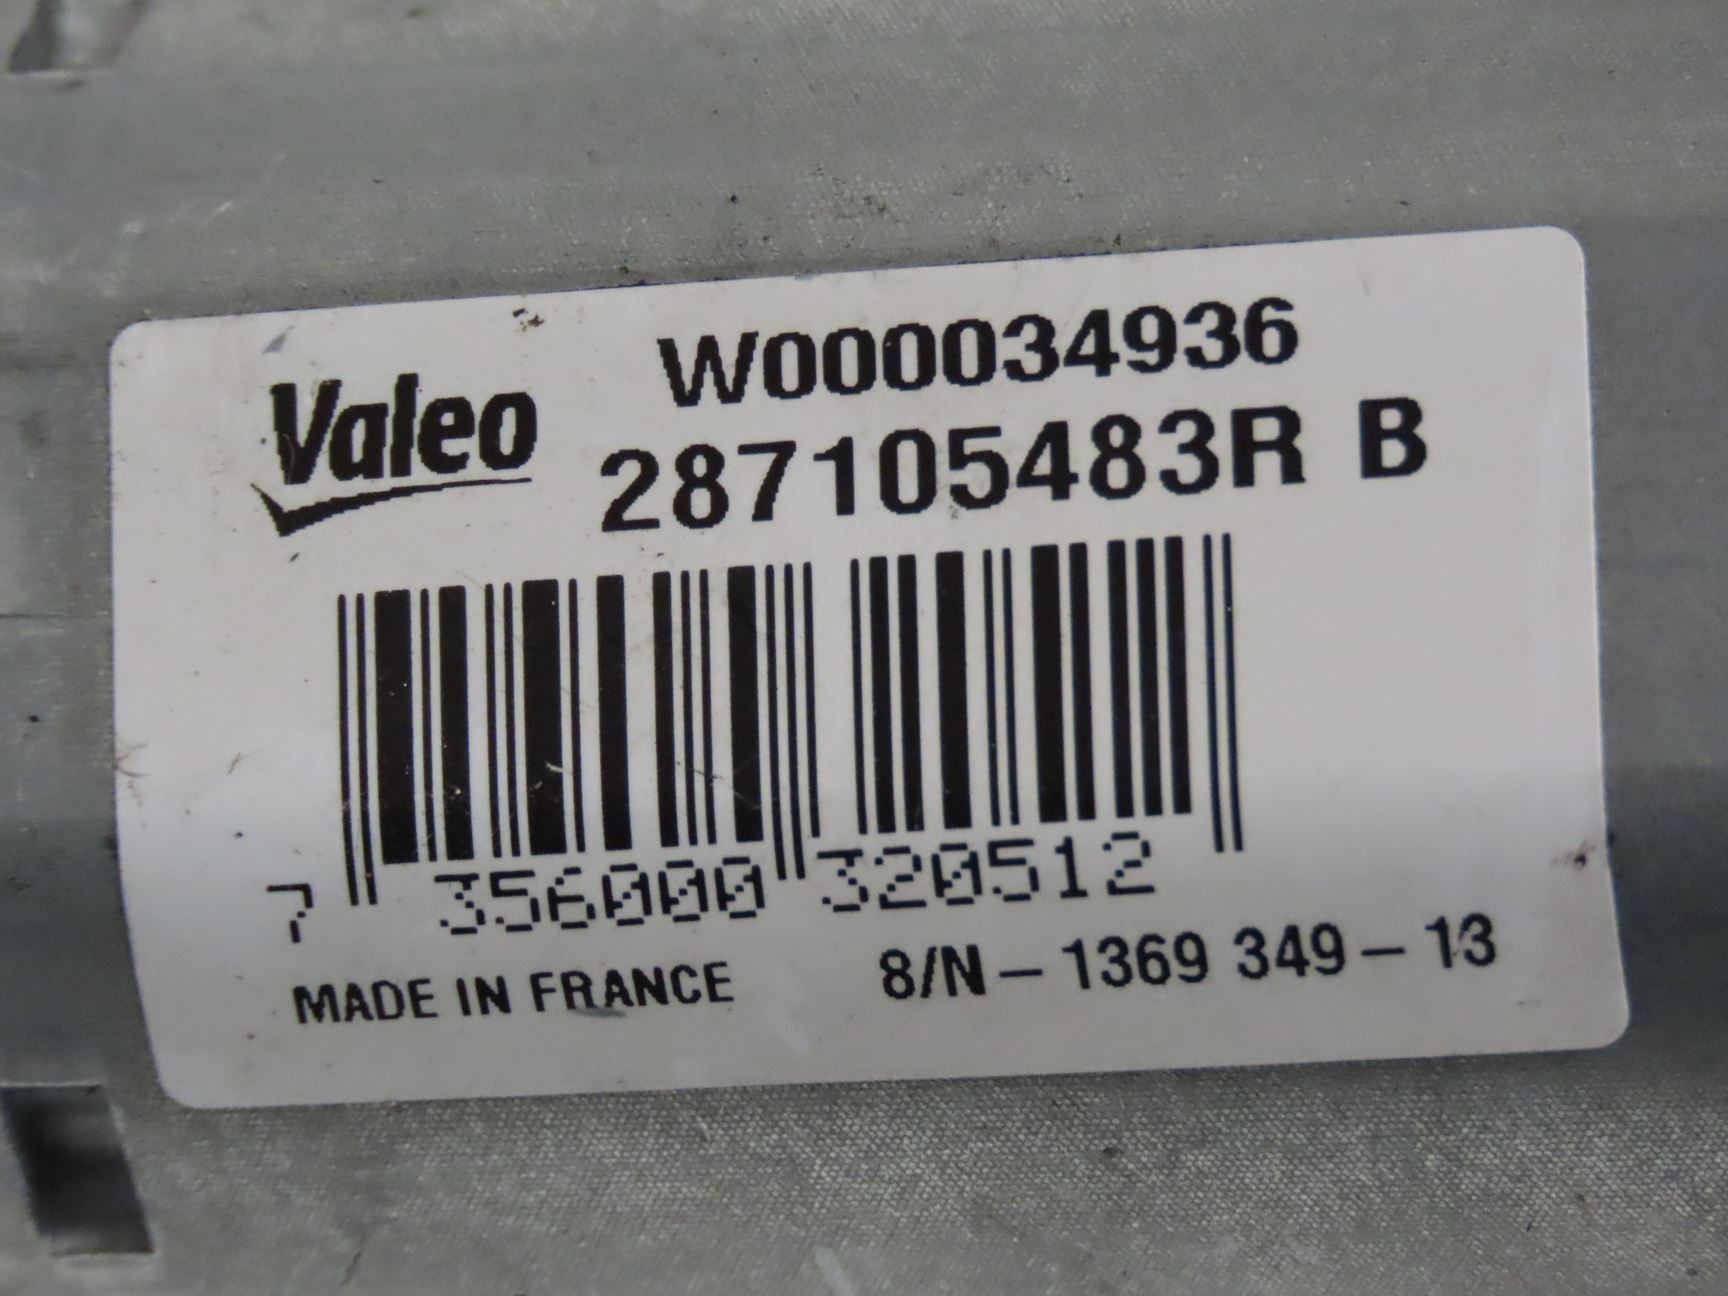 Valeo
W000034936
287105483R B
7 356000 320512
MADE IN FRANCE
8/N - 1369 349 - 13